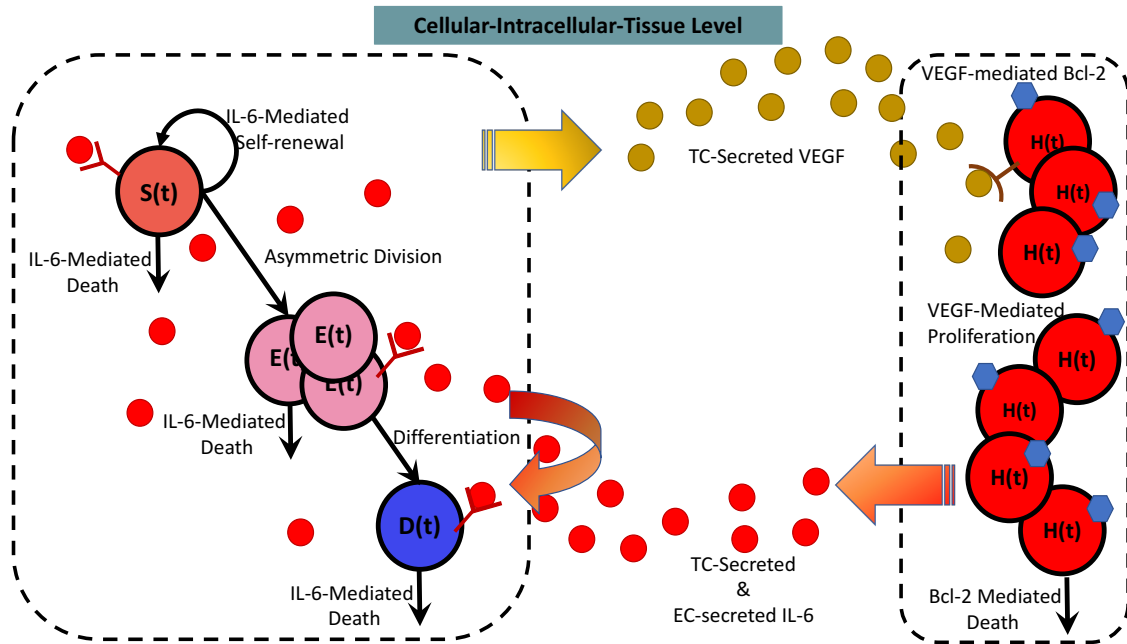 Cellular-Intracellular-Tissue Level
IL-6-Mediated
Self-renewal
S(t)
IL-6-Mediated
Death
Asymmetric Division
E(t)
E(t)
E(t)
IL-6-Mediated
Death
Differentiation
D(t)
IL-6-Mediated
Death
TC-Secreted VEGF
TC-Secreted
&
EC-secreted IL-6
VEGF-mediated Bcl-2
H(t)
H(t)
H(t)
VEGF-Mediated
Proliferation
H(t)
H(t)
H(t)
H(t)
Bcl-2 Mediated
Death